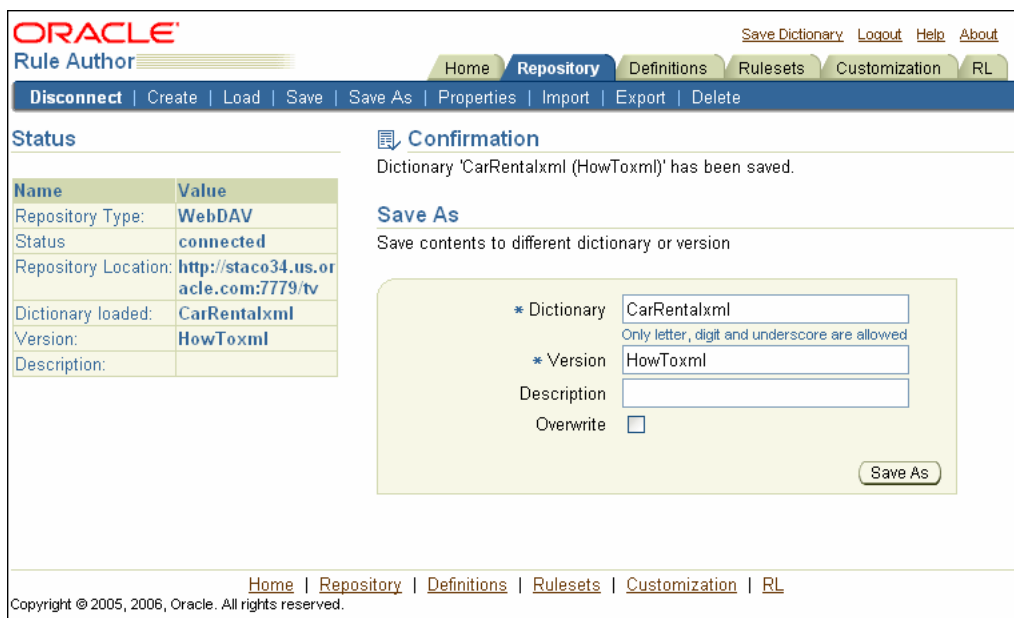 ORACLE
Rule Author
Save Dictionary Logout Help About
Home Repository Definitions Rulesets Customization RL
Disconnect | Create | Load | Save | Save As | Properties | Import | Export | Delete
Status
Name Value
Repository Type: WebDAV
Status connected
Repository Location: http://staco34.us.or
acle.com:7779/tv
Dictionary loaded: CarRentalxml
Version: HowToxml
Description:
Confirmation
Dictionary 'CarRentalxml (HowToxml)' has been saved.
Save As
Save contents to different dictionary or version
* Dictionary CarRentalxml
Only letter, digit and underscore are allowed
* Version HowToxml
Description
Overwrite
Save As
Home | Repository | Definitions | Rulesets | Customization | RL
Copyright © 2005, 2006, Oracle. All rights reserved.